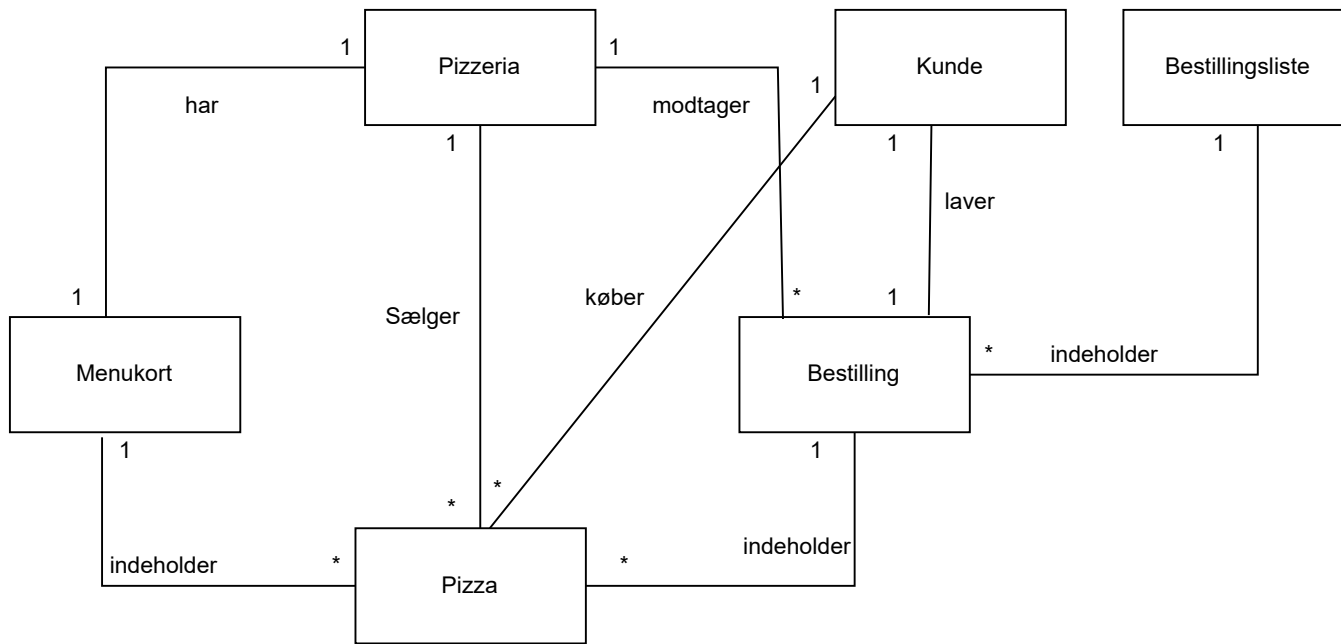 1
Pizzeria
1
Kunde
Bestillingsliste
har
modtager
1
1
1
1
laver
1
Sælger
køber
*
1
Menukort
Bestilling
*
indeholder
1
1
*
*
indeholder
*
Pizza
*
indeholder